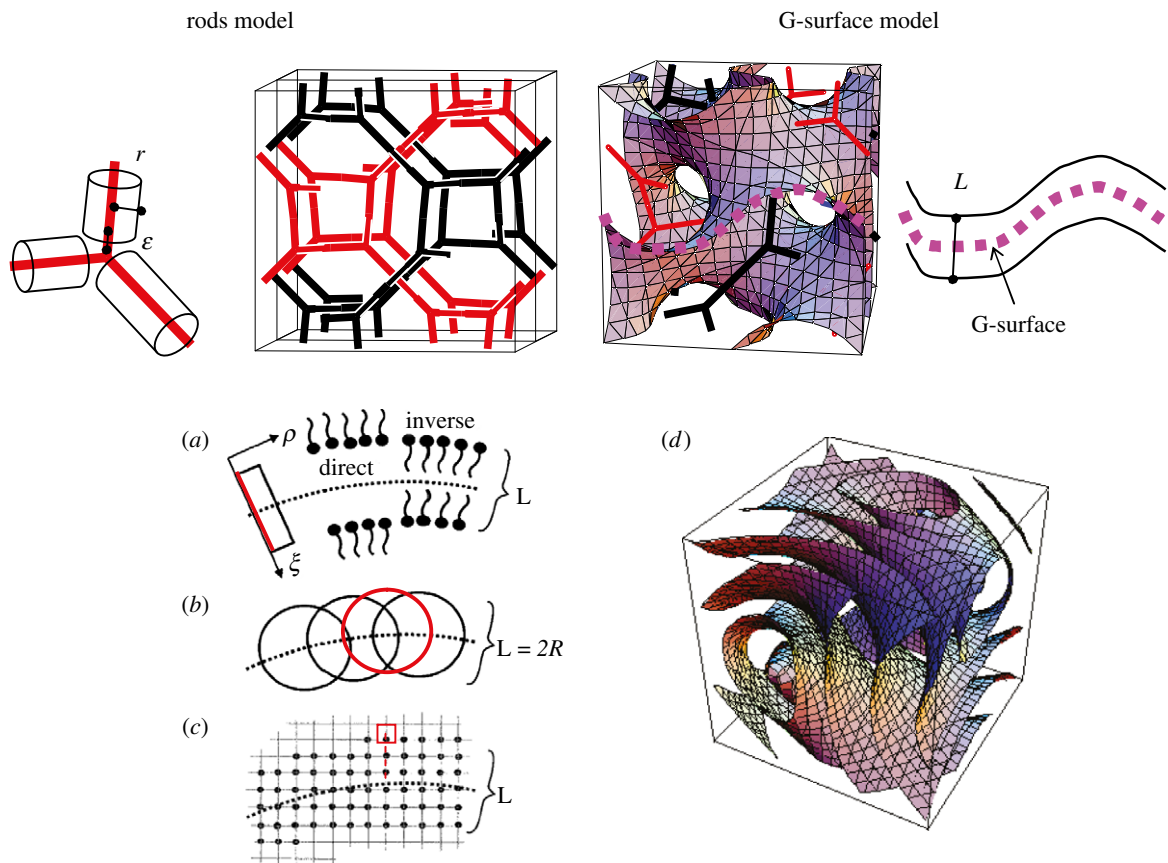 rods model
G-surface model
r
ε
L
G-surface
(a)
ρ
direct
inverse
L
ξ
(b)
L = 2R
(c)
L
(d)